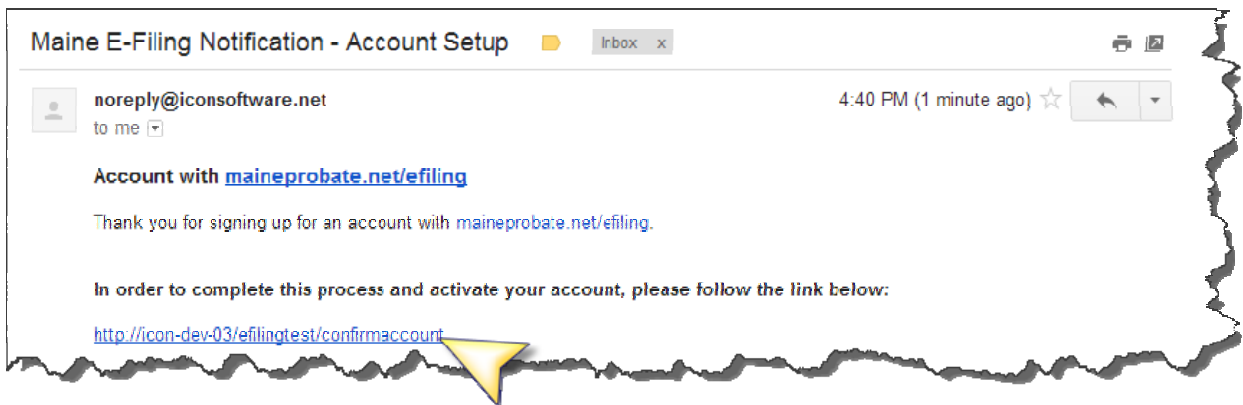 Maine E-Filing Notification - Account Setup Inbox x
noreply@iconsoftware.net 4:40 PM (1 minute ago)
to me
Account with maineprobate.net/efiling
Thank you for signing up for an account with maineprobate.net/efiling.
In order to complete this process and activate your account, please follow the link below:
http://icon-dev-03/efilingtest/confirmaccount